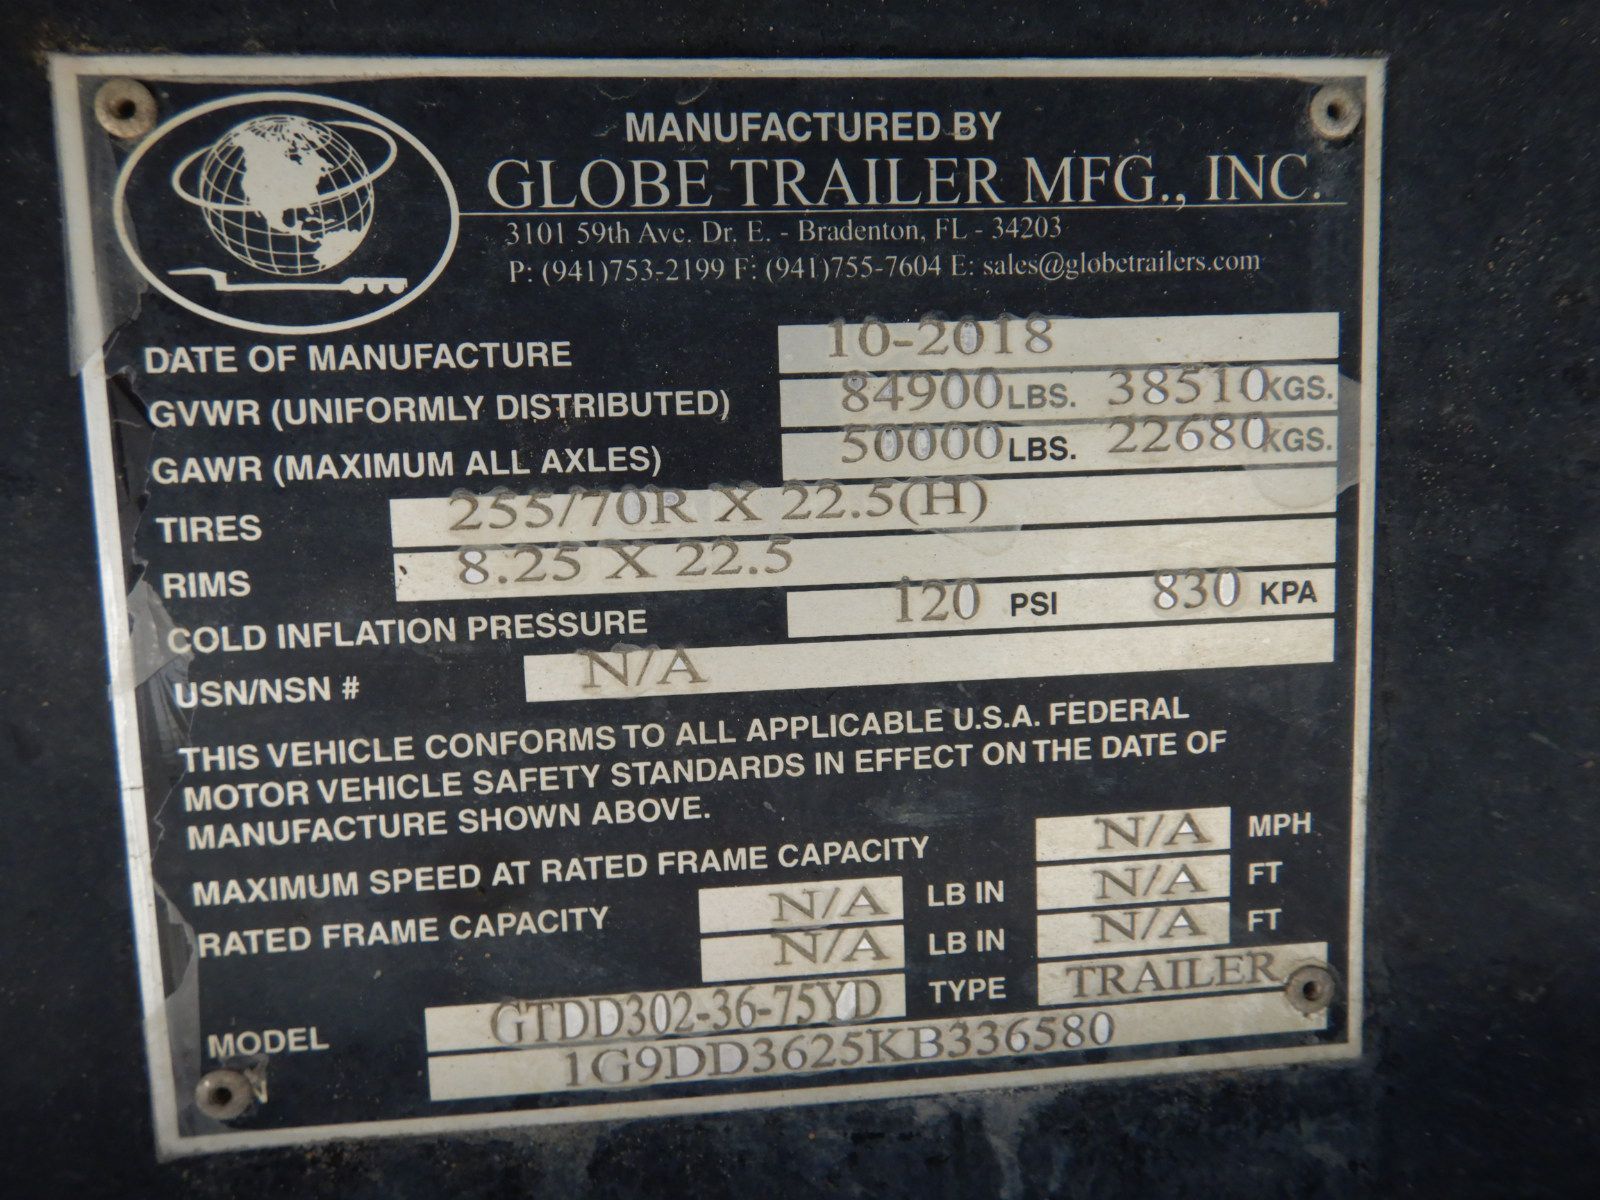 MANUFACTURED BY
GLOBE TRAILER MFG., INC.
3101 59th Ave. Dr. E. - Bradenton, FL - 34203
P: (941)753-2199 F: (941)755-7604 E: sales@globetrailers.com
DATE OF MANUFACTURE 10-2018
GVWR (UNIFORMLY DISTRIBUTED) 84900 LBS. 38510 KGS.
GAWR (MAXIMUM ALL AXLES) 50000 LBS. 22680 KGS.
TIRES 255/70R X 22.5(H)
RIMS 8.25 X 22.5
COLD INFLATION PRESSURE 120 PSI 830 KPA
USN/NSN # N/A
THIS VEHICLE CONFORMS TO ALL APPLICABLE U.S.A. FEDERAL
MOTOR VEHICLE SAFETY STANDARDS IN EFFECT ON THE DATE OF
MANUFACTURE SHOWN ABOVE.
MAXIMUM SPEED AT RATED FRAME CAPACITY N/A MPH
RATED FRAME CAPACITY N/A LB IN N/A FT
N/A LB IN N/A FT
MODEL GTDD302-36-75YD TYPE TRAILER
1G9DD3625KB336580